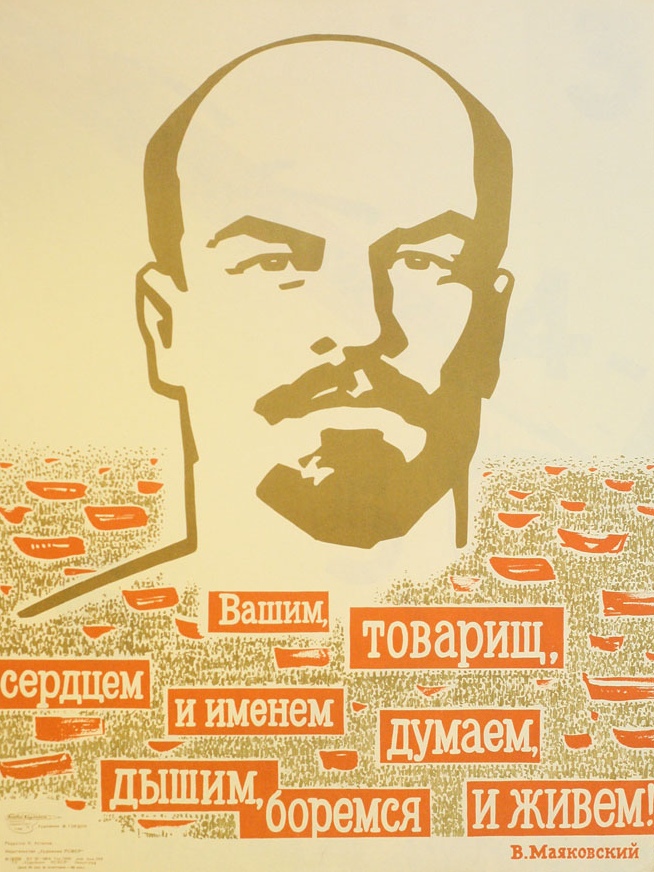 Вашим,
товарищ,
сердцем
и именем
думаем,
дышим,
боремся
и живем!
В.Маяковский